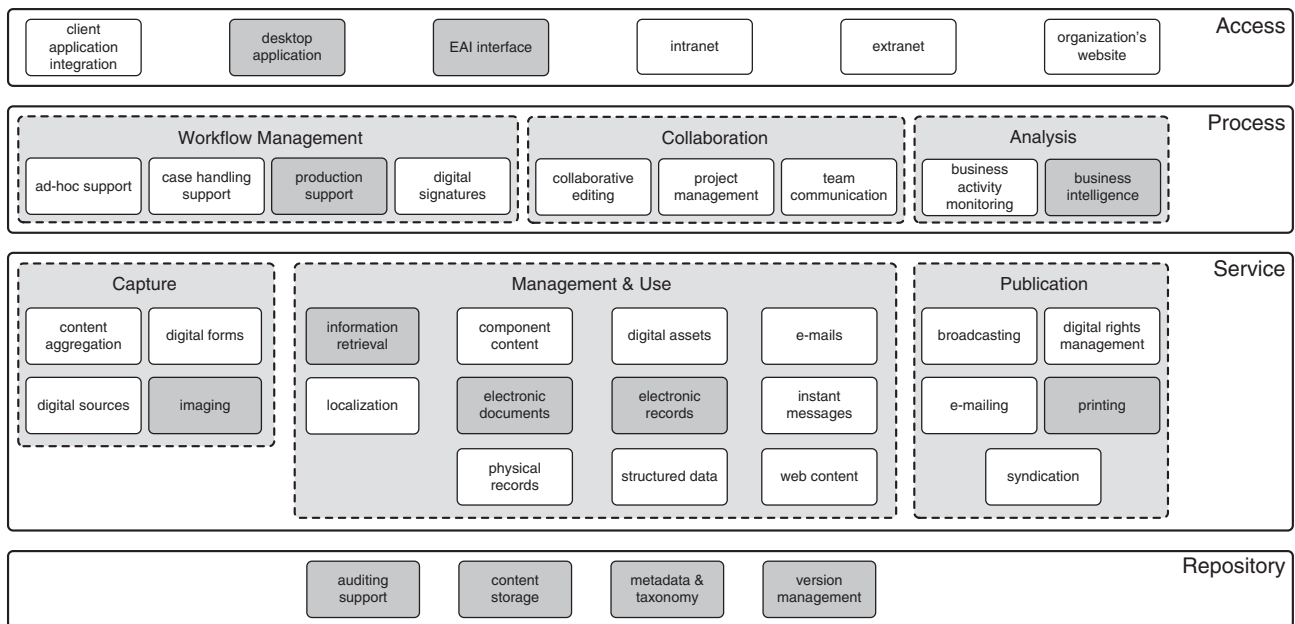 Access
client
application
integration
desktop
application
EAI interface
intranet
extranet
organization's
website
Process
Workflow Management
ad-hoc support
case handling
support
production
support
digital
signatures
Collaboration
collaborative
editing
project
management
team
communication
Analysis
business
activity
monitoring
business
intelligence
Service
Capture
content
aggregation
digital forms
digital sources
imaging
Management & Use
information
retrieval
component
content
digital assets
e-mails
localization
electronic
documents
electronic
records
instant
messages
physical
records
structured data
web content
Publication
broadcasting
digital rights
management
e-mailing
printing
syndication
Repository
auditing
support
content
storage
metadata &
taxonomy
version
management